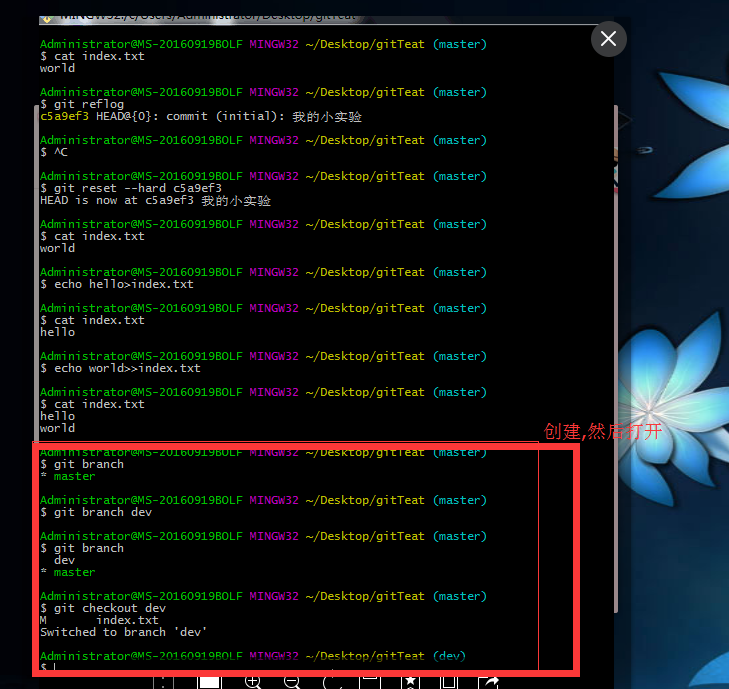 MINGW32:/c/Users/Administrator/Desktop/gitTeat
Administrator@MS-20160919BOLF MINGW32 ~/Desktop/gitTeat (master)
$ cat index.txt
world
Administrator@MS-20160919BOLF MINGW32 ~/Desktop/gitTeat (master)
$ git reflog
c5a9ef3 HEAD@{0}: commit (initial): 我的小实验
Administrator@MS-20160919BOLF MINGW32 ~/Desktop/gitTeat (master)
$ ^C
Administrator@MS-20160919BOLF MINGW32 ~/Desktop/gitTeat (master)
$ git reset --hard c5a9ef3
HEAD is now at c5a9ef3 我的小实验
Administrator@MS-20160919BOLF MINGW32 ~/Desktop/gitTeat (master)
$ cat index.txt
world
Administrator@MS-20160919BOLF MINGW32 ~/Desktop/gitTeat (master)
$ echo hello>index.txt
Administrator@MS-20160919BOLF MINGW32 ~/Desktop/gitTeat (master)
$ cat index.txt
hello
Administrator@MS-20160919BOLF MINGW32 ~/Desktop/gitTeat (master)
$ echo world>>index.txt
Administrator@MS-20160919BOLF MINGW32 ~/Desktop/gitTeat (master)
$ cat index.txt
hello
world
创建,然后打开
Administrator@MS-20160919BOLF MINGW32 ~/Desktop/gitTeat (master)
$ git branch
* master
Administrator@MS-20160919BOLF MINGW32 ~/Desktop/gitTeat (master)
$ git branch dev
Administrator@MS-20160919BOLF MINGW32 ~/Desktop/gitTeat (master)
$ git branch
dev
* master
Administrator@MS-20160919BOLF MINGW32 ~/Desktop/gitTeat (master)
$ git checkout dev
M index.txt
Switched to branch 'dev'
Administrator@MS-20160919BOLF MINGW32 ~/Desktop/gitTeat (dev)
$